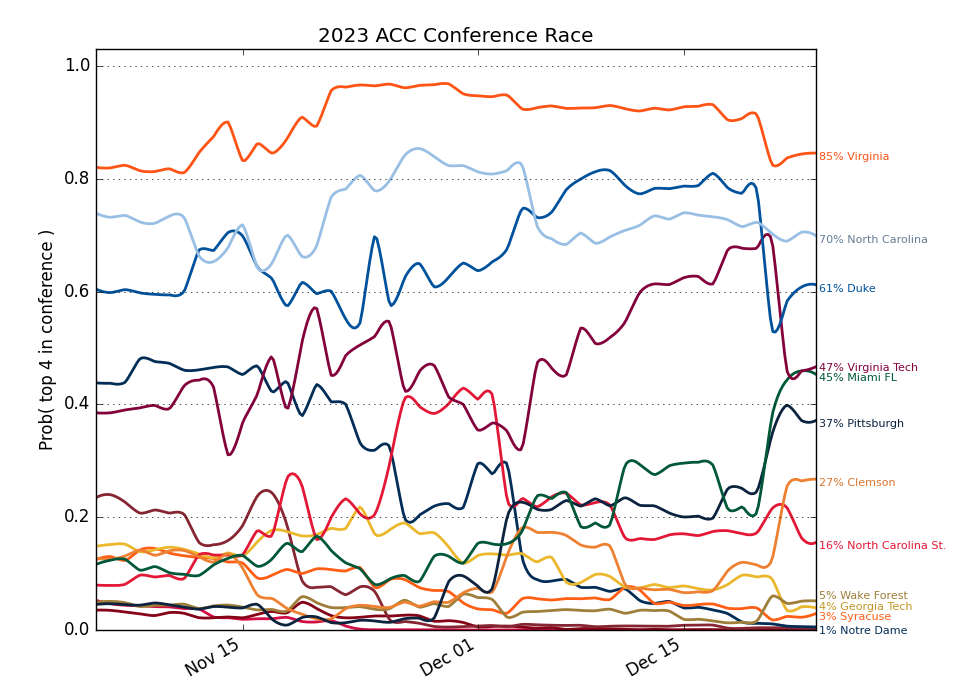 2023 ACC Conference Race
Prob( top 4 in conference )
1.0
0.8
0.6
0.4
0.2
0.0
Nov 15
Dec 01
Dec 15
85% Virginia
70% North Carolina
61% Duke
47% Virginia Tech
45% Miami FL
37% Pittsburgh
27% Clemson
16% North Carolina St.
5% Wake Forest
4% Georgia Tech
3% Syracuse
1% Notre Dame